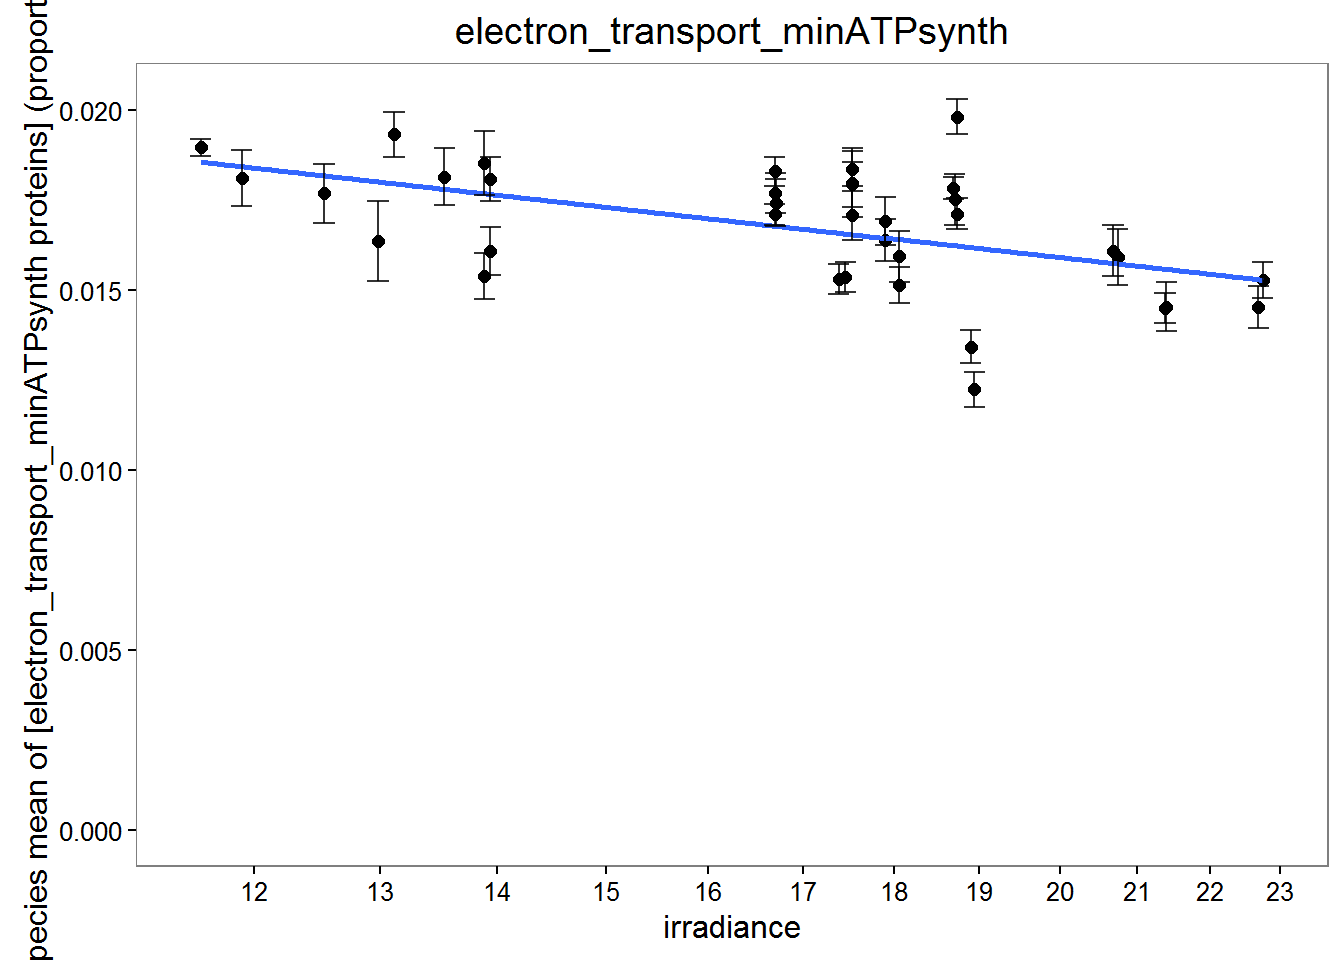 electron_transport_minATPsynth
pecies mean of [electron_transport_minATPsynth proteins] (proport
0.020
0.015
0.010
0.005
0.000
12 13 14 15 16 17 18 19 20 21 22 23
irradiance